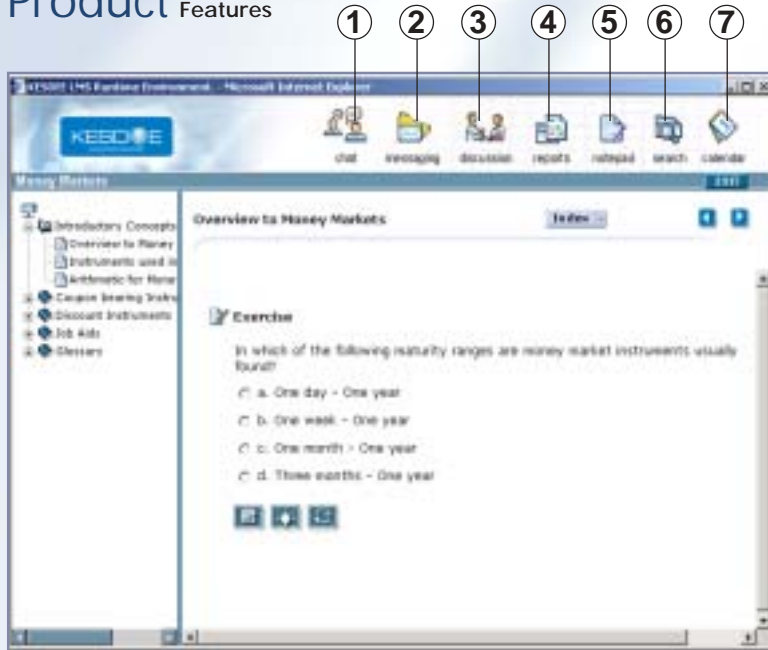 Product Features
1 2 3 4 5 6 7
KESDEE LMS Runtime Environment - Microsoft Internet Explorer
KESDEE
chat messaging discussion reports notepad search calendar
Money Markets
EXIT
Introductory Concepts
Overview to Money
Instruments used in
Arithmetic for Mone
Coupon bearing Instru
Discount Instruments
Job Aids
Glossary
Overview to Money Markets
Index
Exercise
In which of the following maturity ranges are money market instruments usually
found?
a. One day - One year
b. One week - One year
c. One month - One year
d. Three months - One year